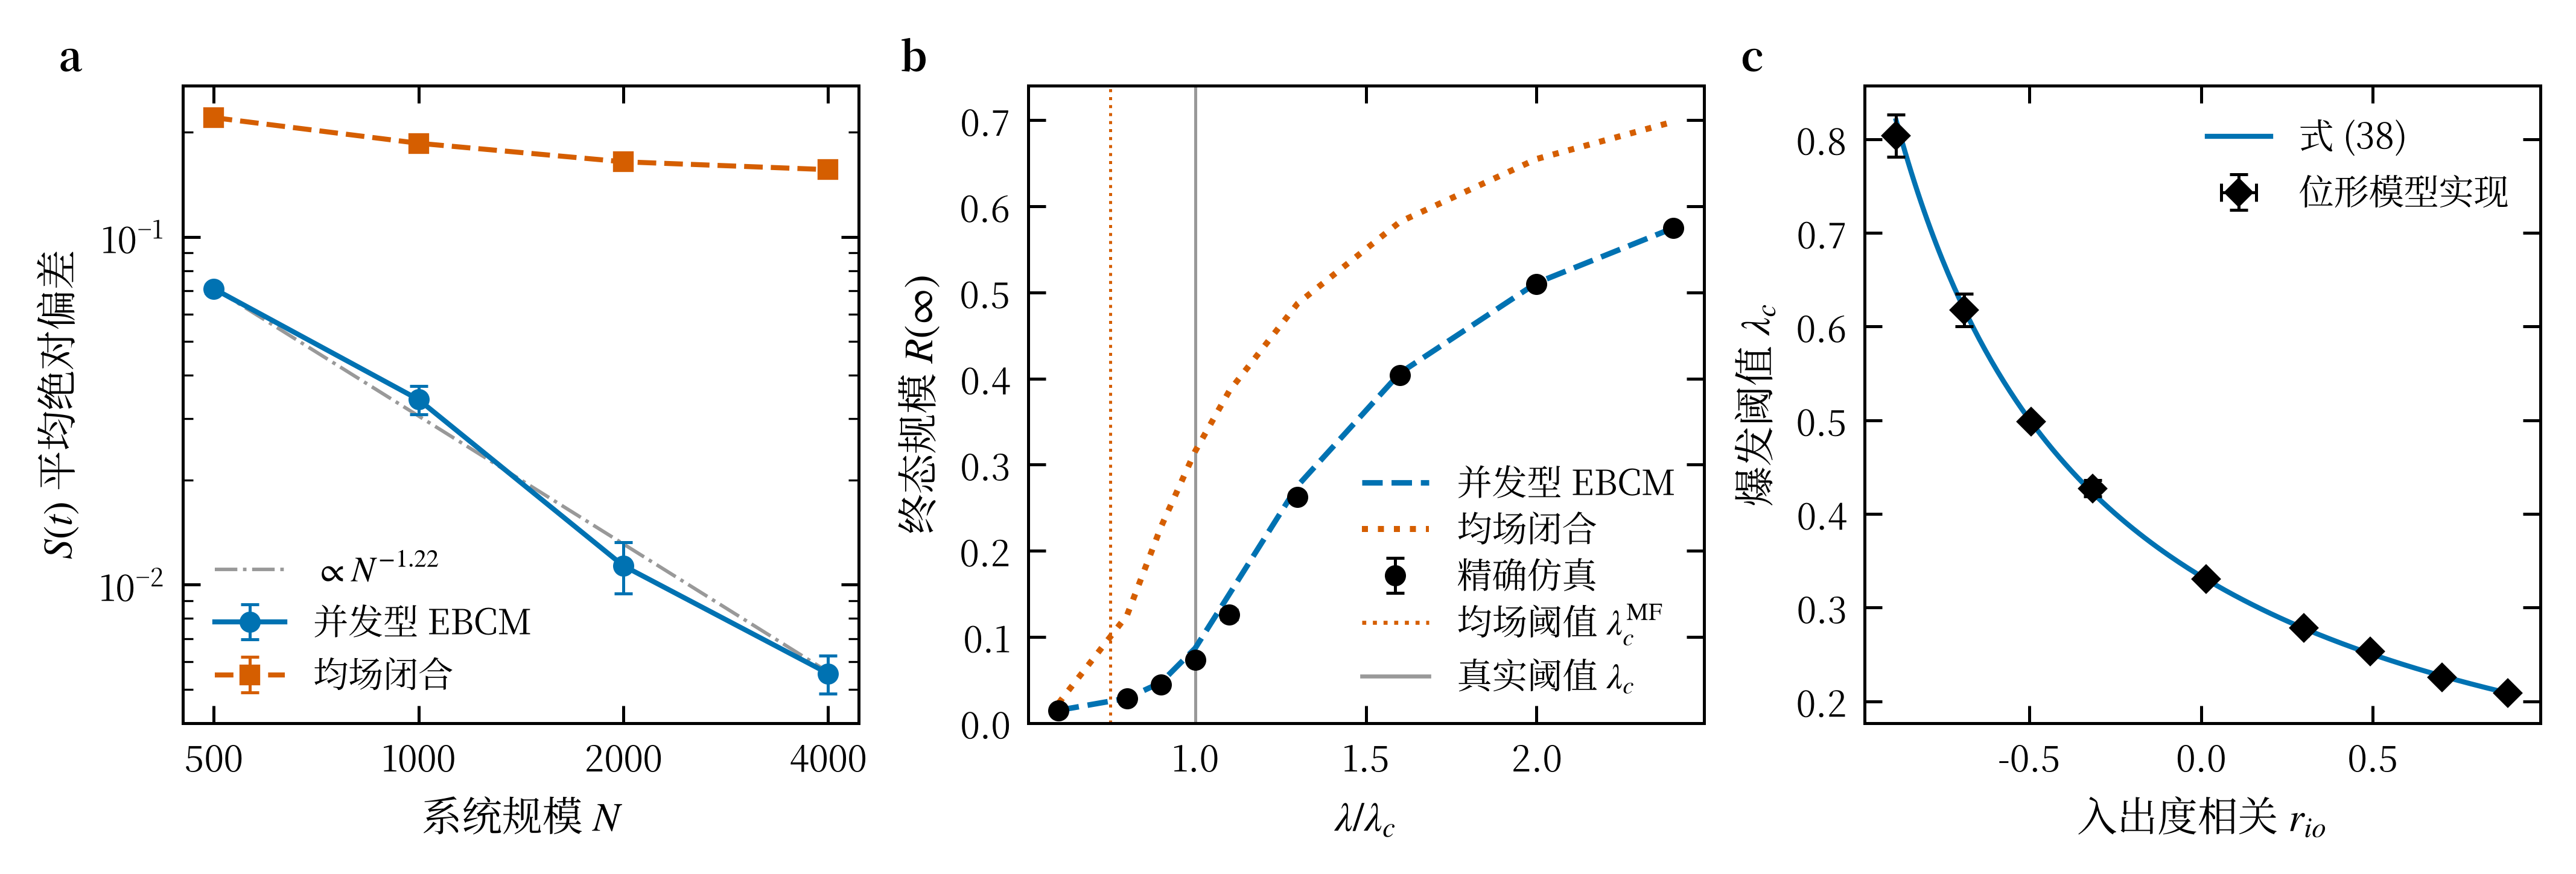 a
S(t) 平均绝对偏差
10⁻¹
10⁻²
∝N⁻¹·²²
并发型 EBCM
均场闭合
500 1000 2000 4000
系统规模 N
b
终态规模 R(∞)
0.7
0.6
0.5
0.4
0.3
0.2
0.1
0.0
并发型 EBCM
均场闭合
精确仿真
均场阈值 λ_c^MF
真实阈值 λ_c
1.0 1.5 2.0
λ/λ_c
c
爆发阈值 λ_c
0.8
0.7
0.6
0.5
0.4
0.3
0.2
式 (38)
位形模型实现
-0.5 0.0 0.5
入出度相关 r_io